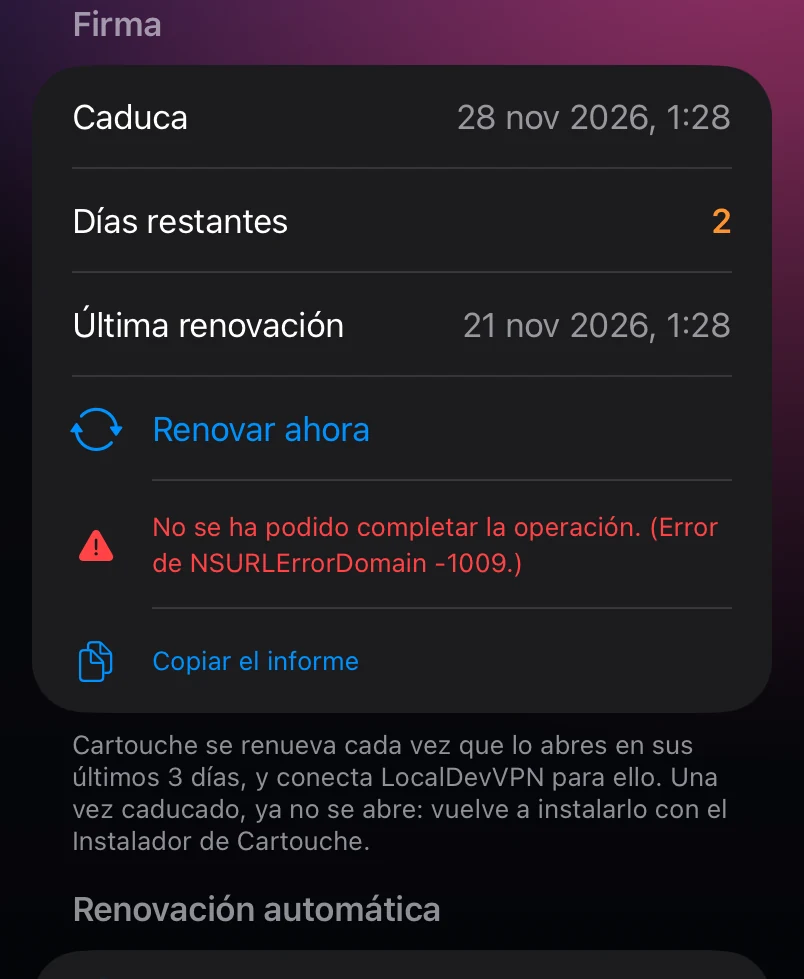 Firma
Caduca
28 nov 2026, 1:28
Días restantes
2
Última renovación
21 nov 2026, 1:28
Renovar ahora
No se ha podido completar la operación. (Error
de NSURLErrorDomain -1009.)
Copiar el informe
Cartouche se renueva cada vez que lo abres en sus
últimos 3 días, y conecta LocalDevVPN para ello. Una
vez caducado, ya no se abre: vuelve a instalarlo con el
Instalador de Cartouche.
Renovación automática